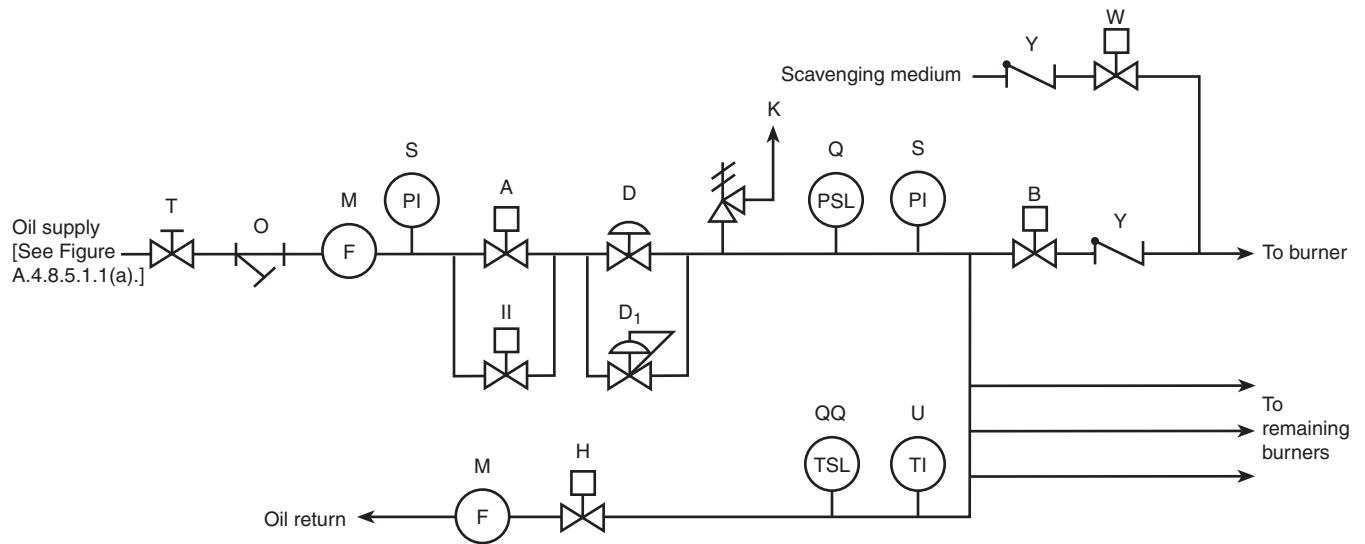 W
Y
Scavenging medium
K
S
Q
S
M
PI
A
D
PSL
PI
B
T
O
Y
Oil supply
[See Figure
A.4.8.5.1.1(a).]
F
To burner
II
D1
To
remaining
burners
QQ
U
M
H
TSL
TI
Oil return
F